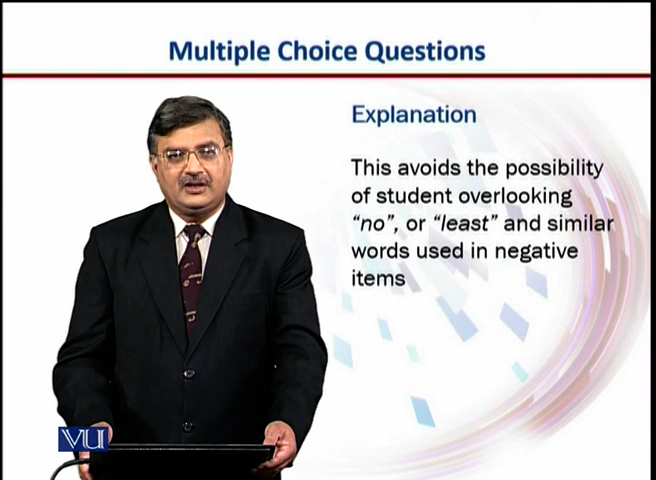 Multiple Choice Questions
Explanation
This avoids the possibility
of student overlooking
“no”, or “least” and similar
words used in negative
items
VU